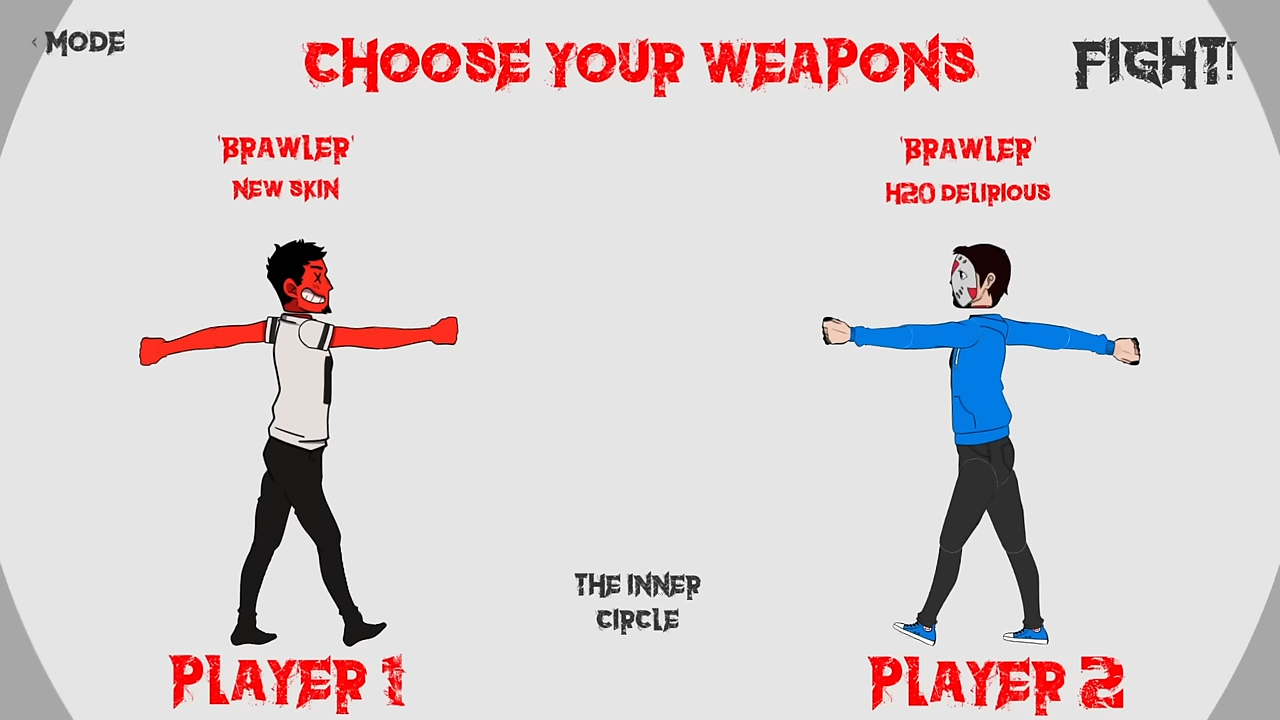 ‹ MODE
CHOOSE YOUR WEAPONS
FIGHT!
'BRAWLER'
NEW SKIN
'BRAWLER'
H2O DELIRIOUS
THE INNER
CIRCLE
PLAYER 1
PLAYER 2